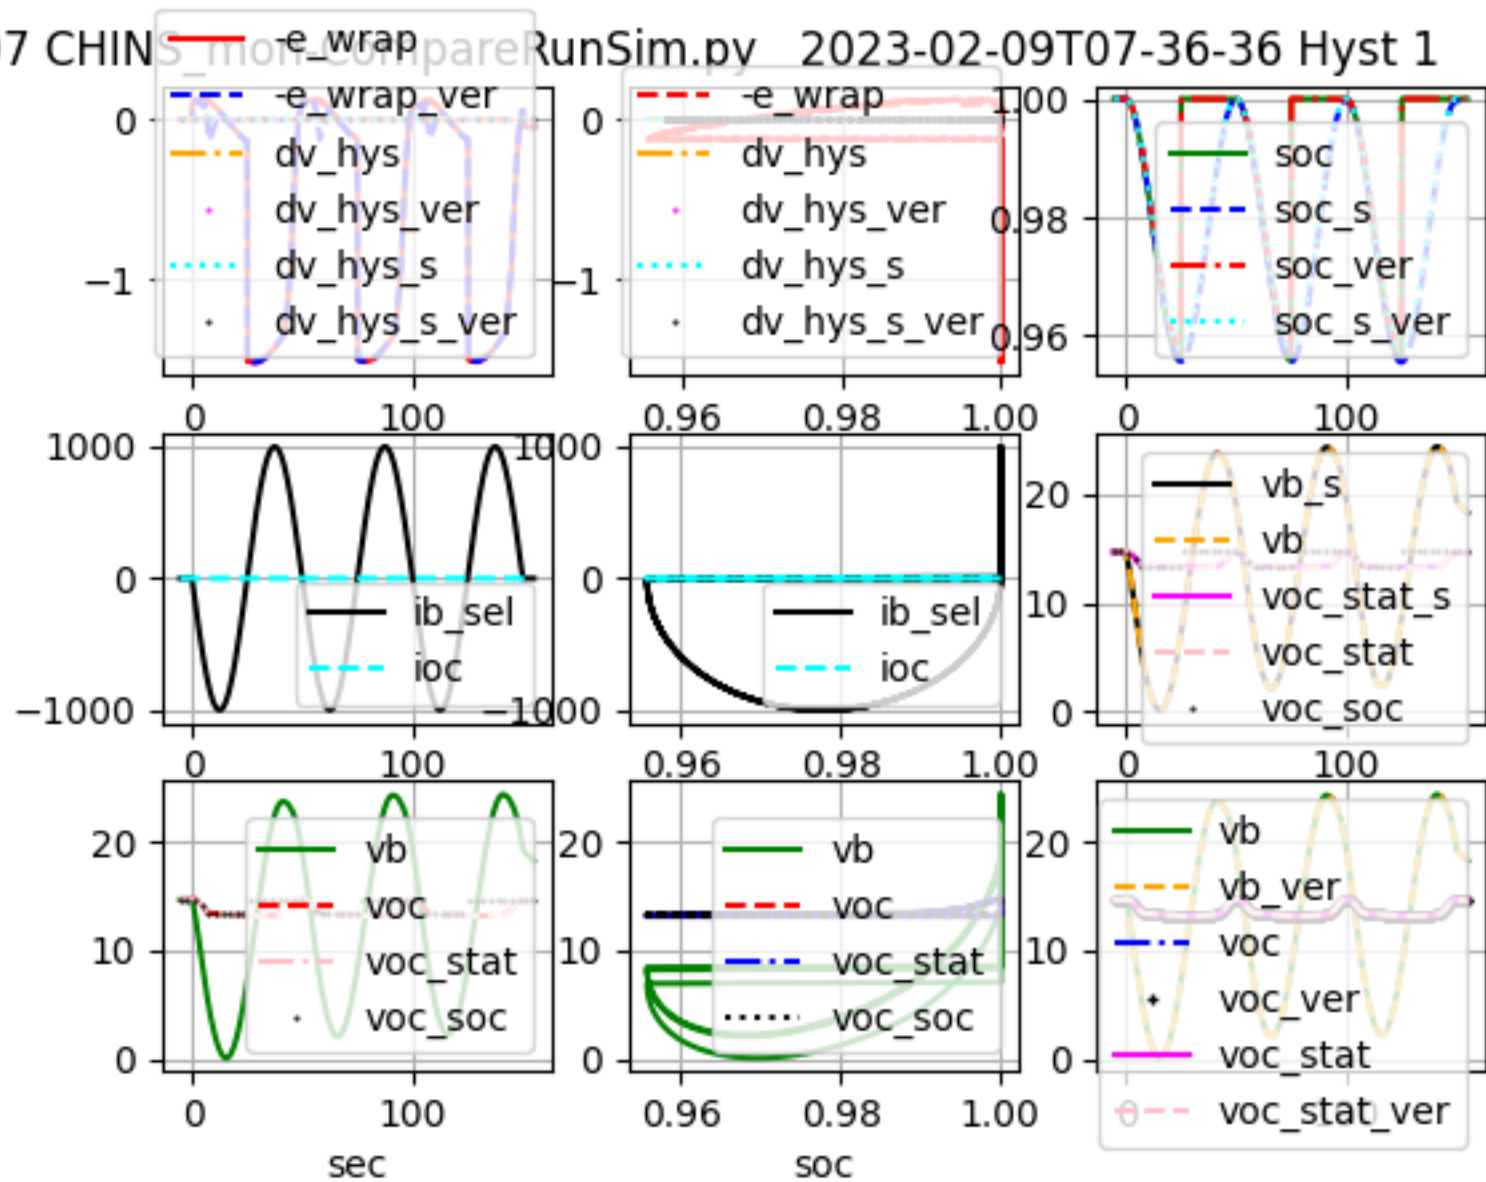 07 CHINS_mon-CompareRunSim.py 2023-02-09T07-36-36 Hyst 1
-e_wrap
-e_wrap_ver
dv_hys
dv_hys_ver
dv_hys_s
dv_hys_s_ver
0
−1
0
100
-e_wrap
dv_hys
dv_hys_ver
dv_hys_s
dv_hys_s_ver
0
−1
0.96
0.98
1.00
soc
soc_s
soc_ver
soc_s_ver
1.00
0.98
0.96
0
100
ib_sel
ioc
1000
0
−1000
0
100
ib_sel
ioc
1000
0
−1000
0.96
0.98
1.00
vb_s
vb
voc_stat_s
voc_stat
voc_soc
20
10
0
0
100
vb
voc
voc_stat
voc_soc
20
10
0
0
100
sec
vb
voc
voc_stat
voc_soc
20
10
0
0.96
0.98
1.00
soc
vb
vb_ver
voc
voc_ver
voc_stat
voc_stat_ver
20
10
0
0